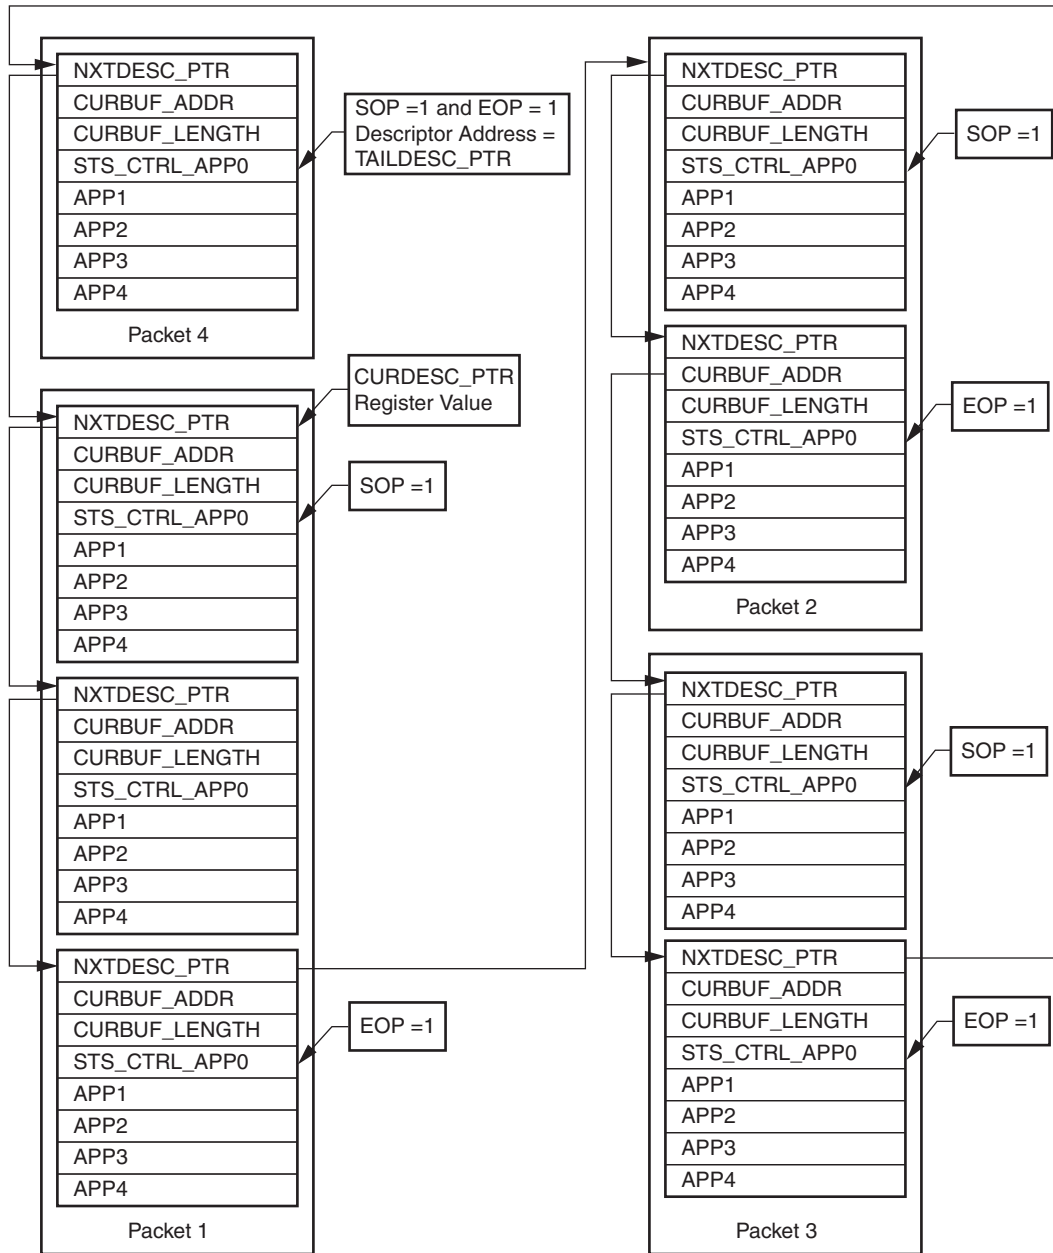 NXTDESC_PTR
CURBUF_ADDR
CURBUF_LENGTH
STS_CTRL_APP0
APP1
APP2
APP3
APP4
Packet 4
SOP =1 and EOP = 1
Descriptor Address =
TAILDESC_PTR
CURDESC_PTR
Register Value
NXTDESC_PTR
CURBUF_ADDR
CURBUF_LENGTH
STS_CTRL_APP0
APP1
APP2
APP3
APP4
SOP =1
NXTDESC_PTR
CURBUF_ADDR
CURBUF_LENGTH
STS_CTRL_APP0
APP1
APP2
APP3
APP4
NXTDESC_PTR
CURBUF_ADDR
CURBUF_LENGTH
STS_CTRL_APP0
APP1
APP2
APP3
APP4
EOP =1
Packet 1
NXTDESC_PTR
CURBUF_ADDR
CURBUF_LENGTH
STS_CTRL_APP0
APP1
APP2
APP3
APP4
SOP =1
NXTDESC_PTR
CURBUF_ADDR
CURBUF_LENGTH
STS_CTRL_APP0
APP1
APP2
APP3
APP4
EOP =1
Packet 2
NXTDESC_PTR
CURBUF_ADDR
CURBUF_LENGTH
STS_CTRL_APP0
APP1
APP2
APP3
APP4
SOP =1
NXTDESC_PTR
CURBUF_ADDR
CURBUF_LENGTH
STS_CTRL_APP0
APP1
APP2
APP3
APP4
EOP =1
Packet 3